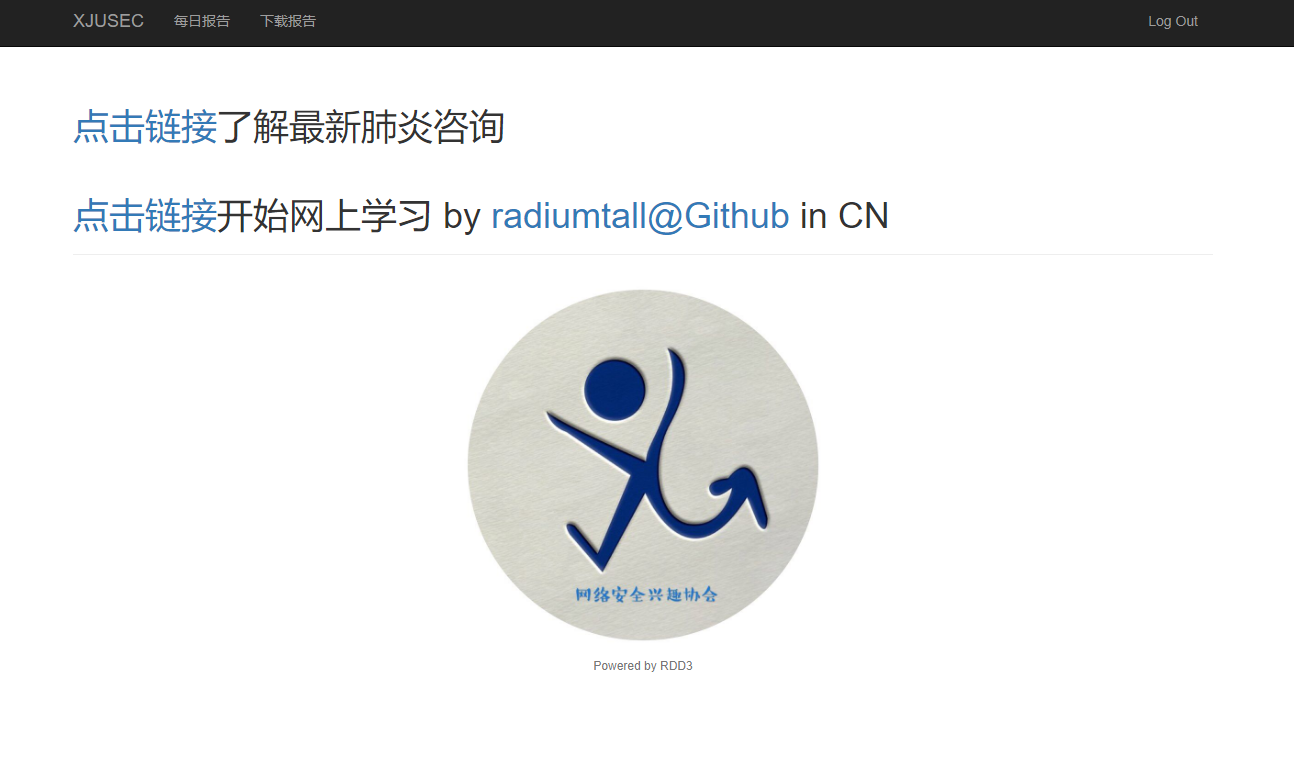 XJUSEC 每日报告 下载报告 Log Out
点击链接了解最新肺炎咨询
点击链接开始网上学习 by radiumtall@Github in CN
网络安全兴趣协会
Powered by RDD3